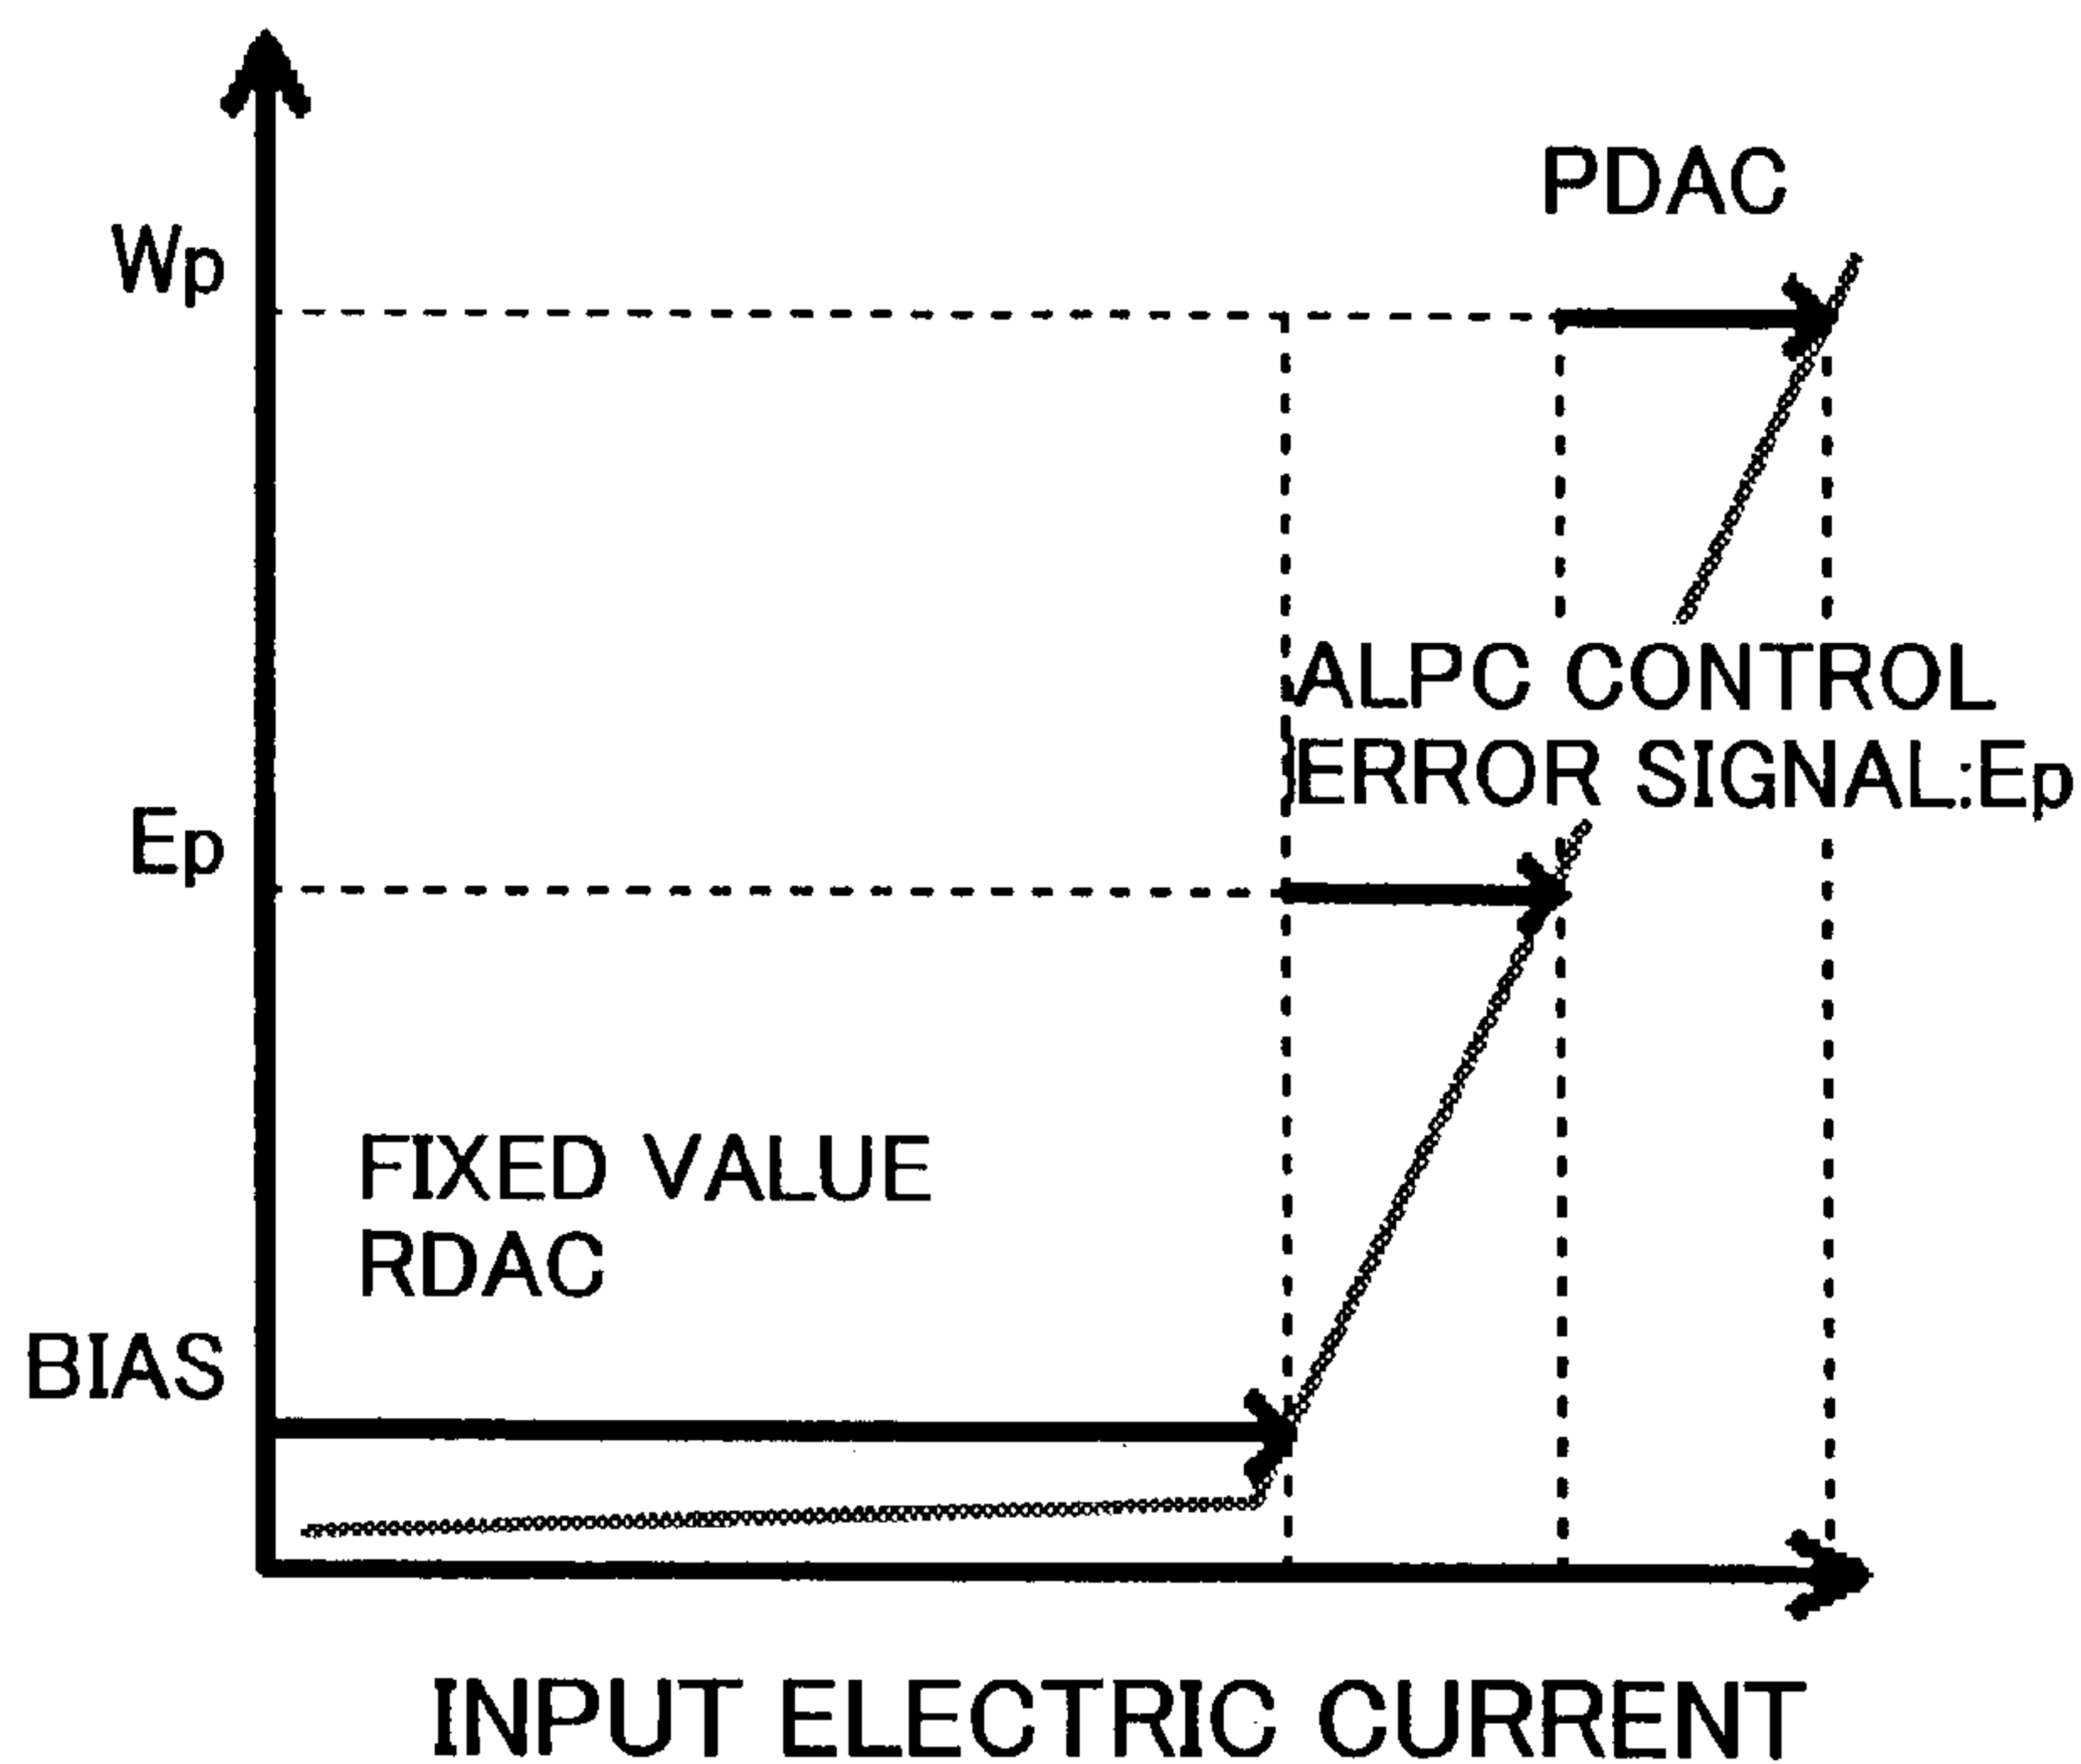 PDAC
Wp
ALPC CONTROL
ERROR SIGNAL:Ep
Ep
FIXED VALUE
RDAC
BIAS
INPUT ELECTRIC CURRENT